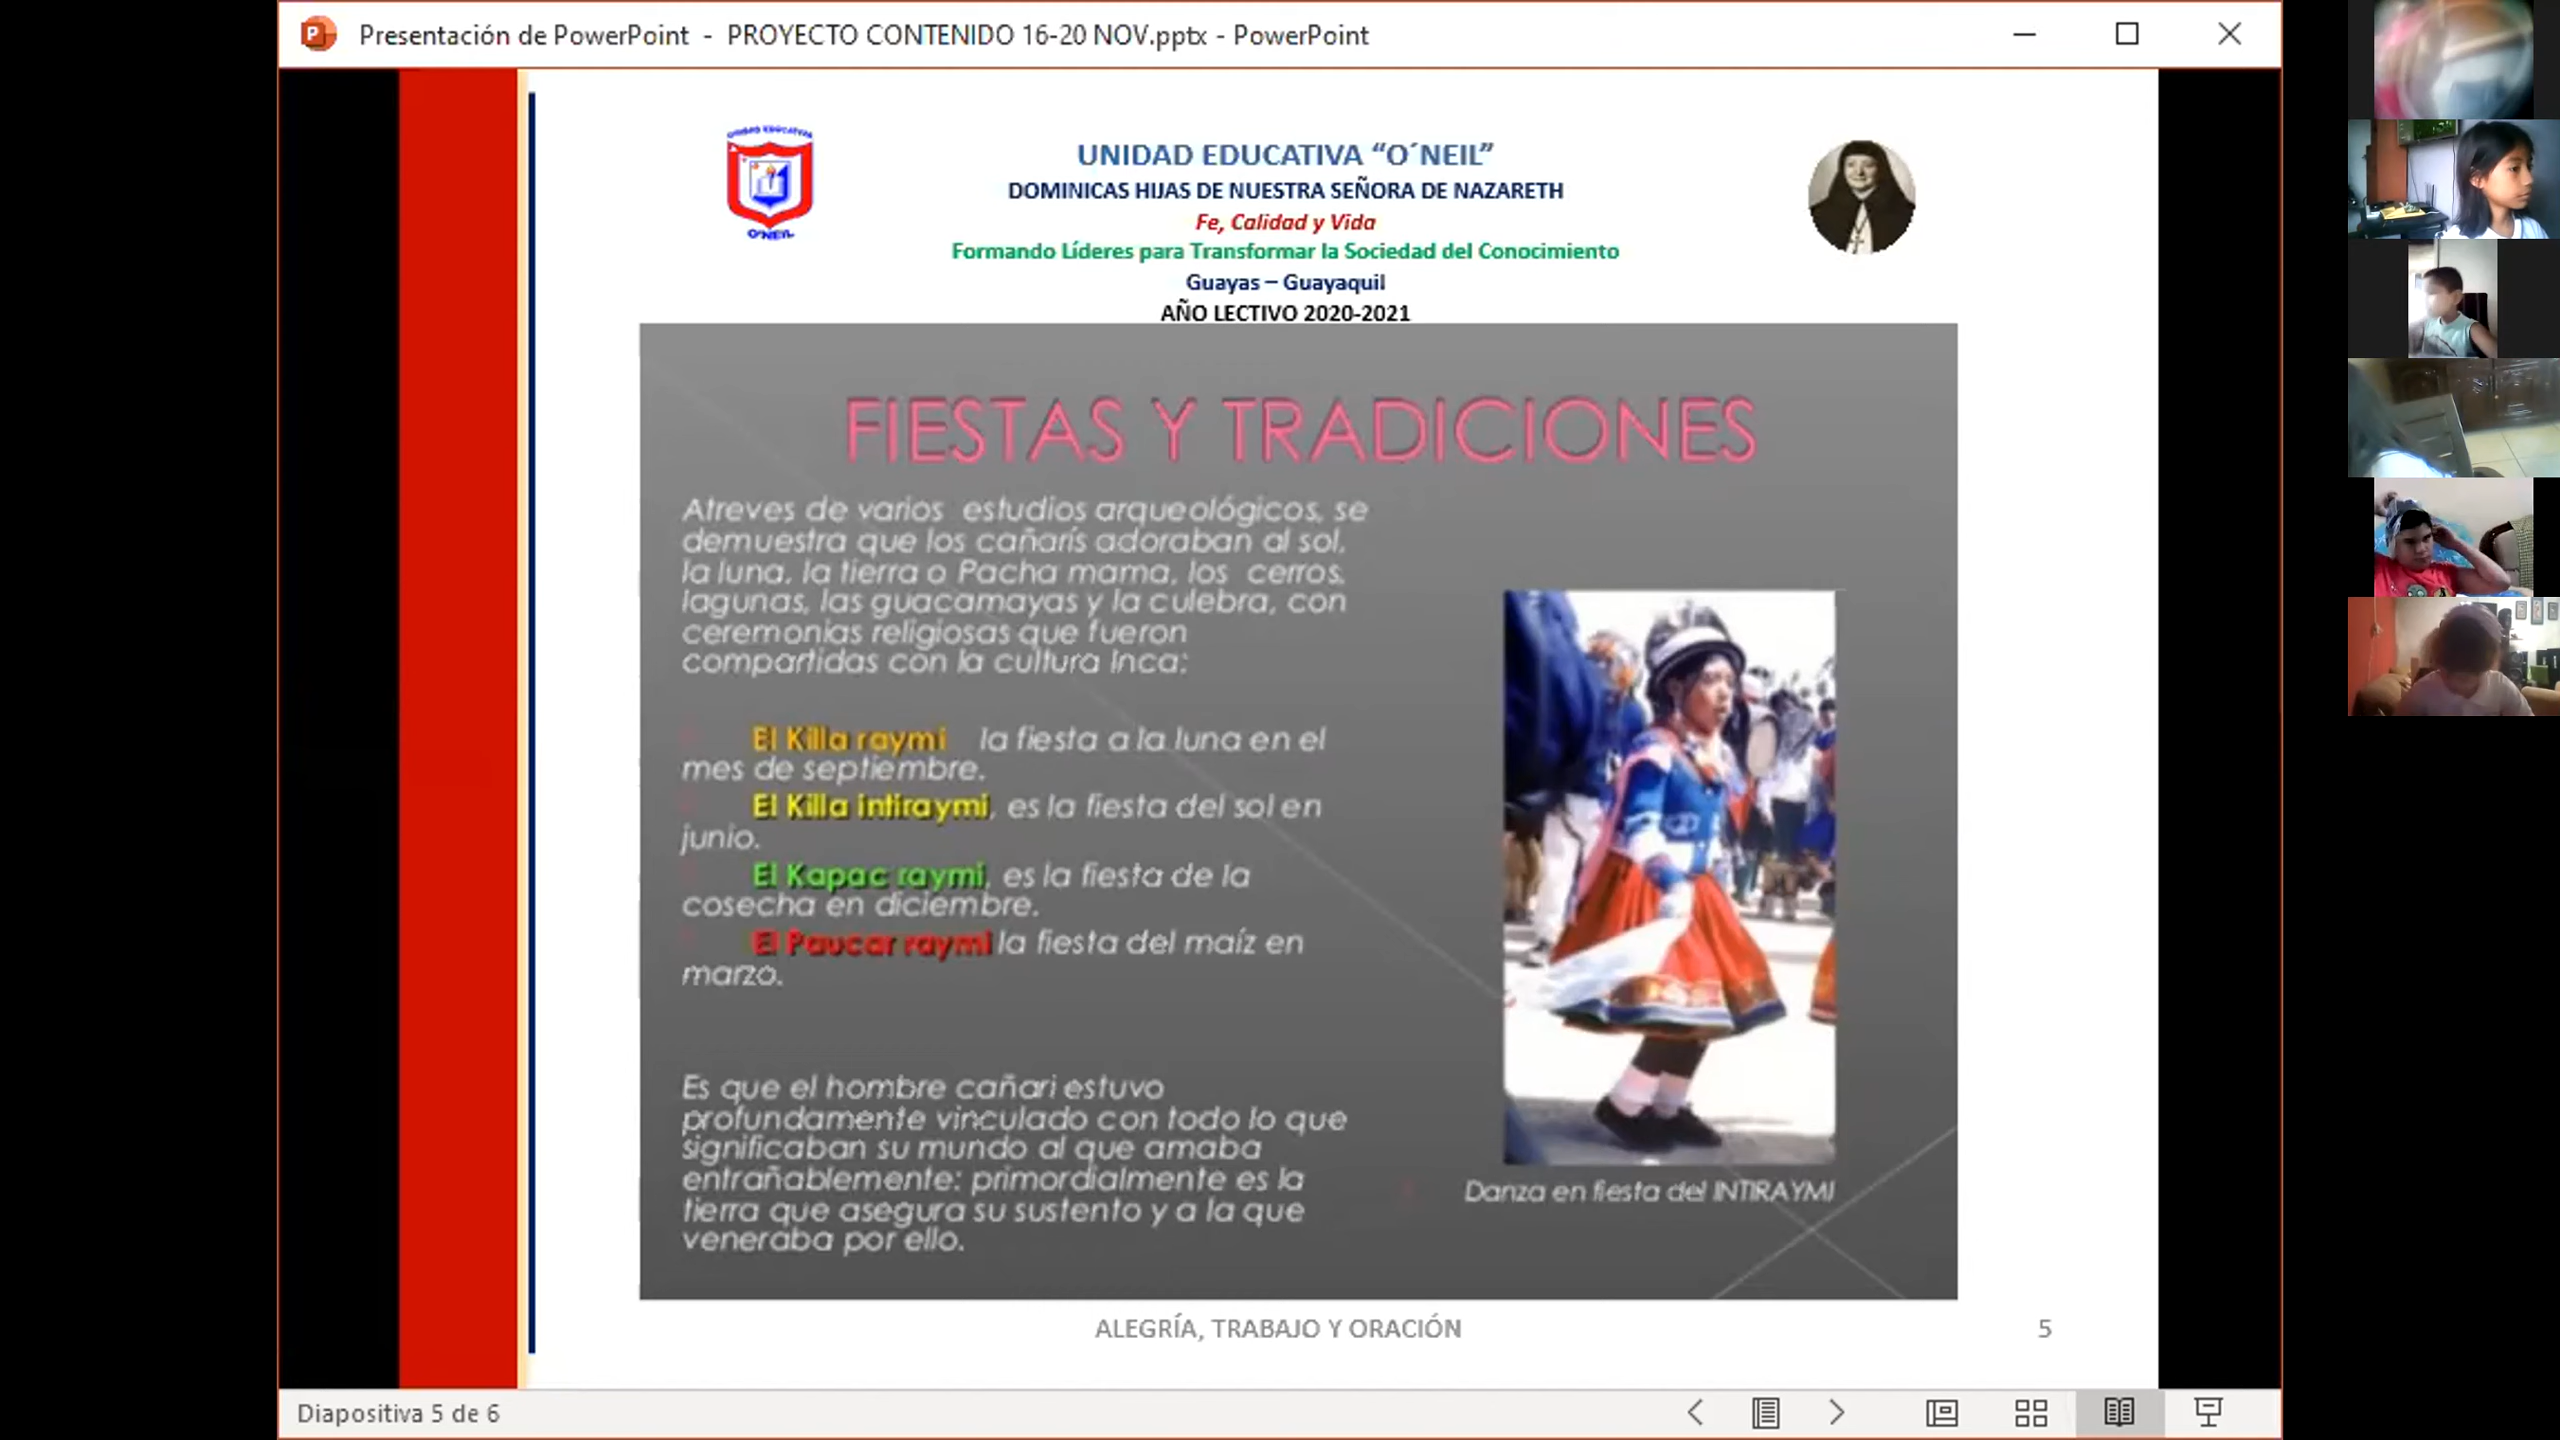 Presentación de PowerPoint - PROYECTO CONTENIDO 16-20 NOV.pptx - PowerPoint
UNIDAD EDUCATIVA
O'NEIL
UNIDAD EDUCATIVA “O´NEIL”
DOMINICAS HIJAS DE NUESTRA SEÑORA DE NAZARETH
Fe, Calidad y Vida
Formando Líderes para Transformar la Sociedad del Conocimiento
Guayas – Guayaquil
AÑO LECTIVO 2020-2021
FIESTAS Y TRADICIONES
Atreves de varios estudios arqueológicos, se
demuestra que los cañarís adoraban al sol,
la luna, la tierra o Pacha mama, los cerros,
lagunas, las guacamayas y la culebra, con
ceremonias religiosas que fueron
compartidas con la cultura Inca:
El Killa raymi la fiesta a la luna en el
mes de septiembre.
El Killa intiraymi, es la fiesta del sol en
junio.
El Kapac raymi, es la fiesta de la
cosecha en diciembre.
El Paucar raymi la fiesta del maíz en
marzo.
Es que el hombre cañari estuvo
profundamente vinculado con todo lo que
significaban su mundo al que amaba
entrañablemente: primordialmente es la
tierra que asegura su sustento y a la que
veneraba por ello.
Danza en fiesta del INTIRAYMI
ALEGRÍA, TRABAJO Y ORACIÓN
5
Diapositiva 5 de 6